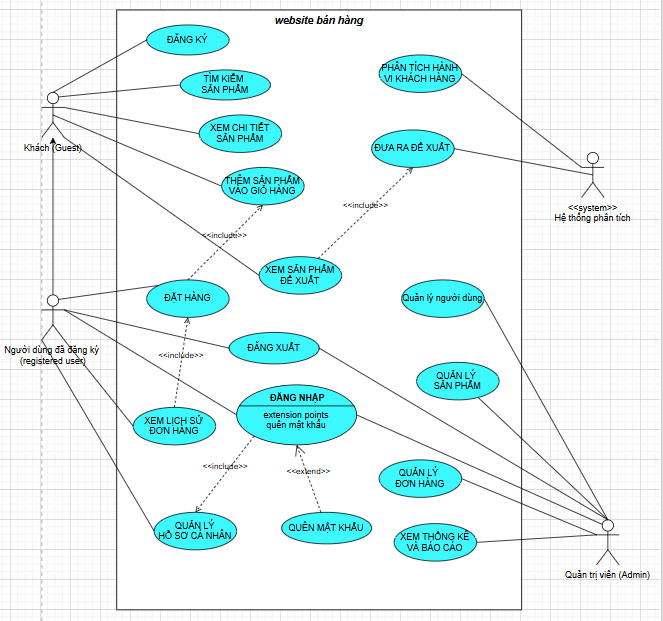 website bán hàng
ĐĂNG KÝ
TÌM KIẾM
SẢN PHẨM
PHÂN TÍCH HÀNH
VI KHÁCH HÀNG
XEM CHI TIẾT
SẢN PHẨM
ĐƯA RA ĐỀ XUẤT
Khách (Guest)
THÊM SẢN PHẨM
VÀO GIỎ HÀNG
<<include>>
<<system>>
Hệ thống phân tích
<<include>>
XEM SẢN PHẨM
ĐỀ XUẤT
ĐẶT HÀNG
Quản lý người dùng
Người dùng đã đăng ký
(registered user)
ĐĂNG XUẤT
<<include>>
QUẢN LÝ
SẢN PHẨM
ĐĂNG NHẬP
extension points
quên mật khẩu
XEM LỊCH SỬ
ĐƠN HÀNG
<<include>>
<<extend>>
QUẢN LÝ
ĐƠN HÀNG
QUẢN LÝ
HỒ SƠ CÁ NHÂN
QUÊN MẬT KHẨU
XEM THỐNG KÊ
VÀ BÁO CÁO
Quản trị viên (Admin)